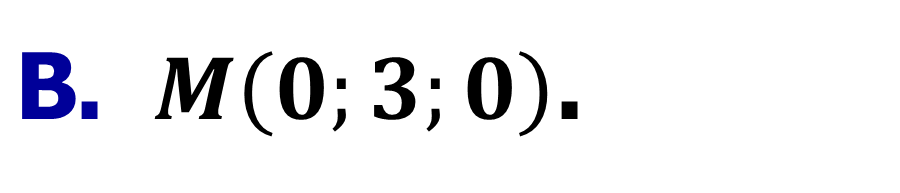 B. M(0; 3; 0).